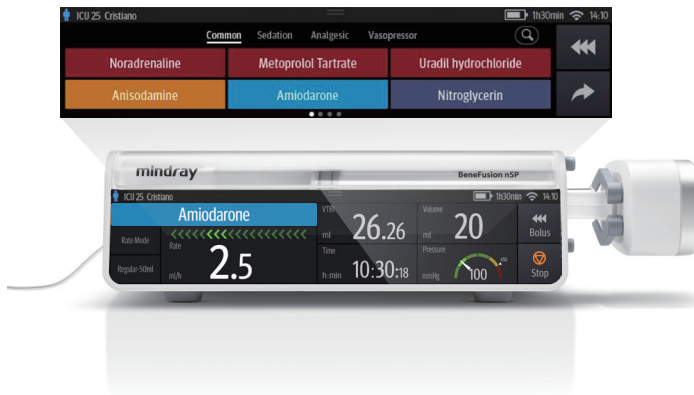 ICU 25 Cristiano 1h30min 14:10
Common Sedation Analgesic Vasopressor
Noradrenaline Metoprolol Tartrate Uradil hydrochloride
Anisodamine Amiodarone Nitroglycerin
mindray BeneFusion nSP
ICU 25 Cristiano 1h30min 14:10
Amiodarone
VTBI Volume
26.26 20
ml ml
Bolus
Rate Mode
Rate
2.5
ml/h
Regular-50ml
Time Pressure
10:30:18 100
h:min mmHg
Stop